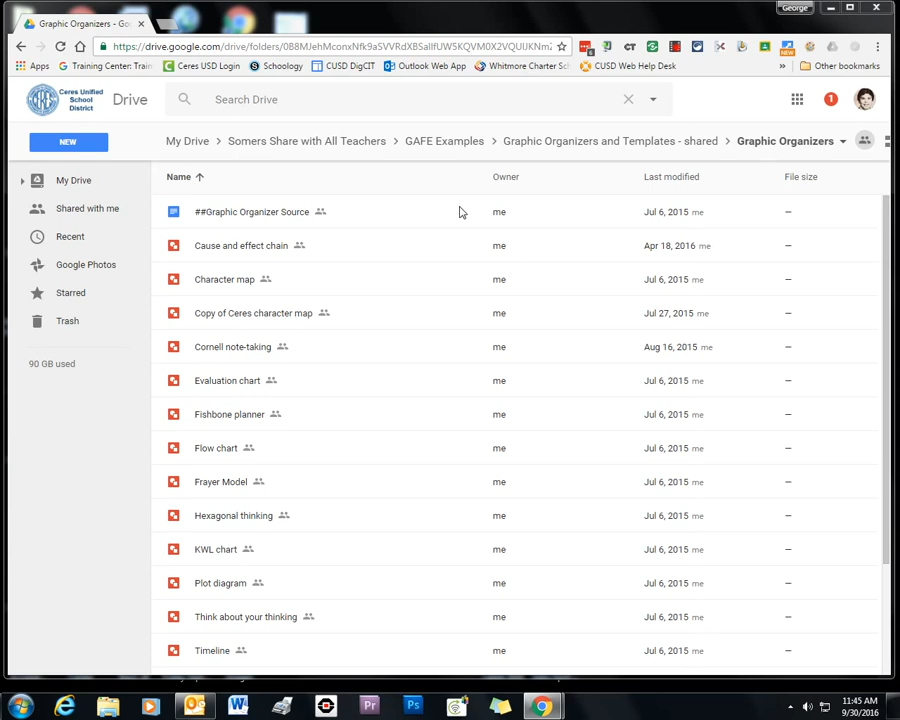 George
Graphic Organizers - Goo
https://drive.google.com/drive/folders/0B8MJehMconxNfk9aSVVRdXBSallfUW5KQVM0X2VQUlJKNmZ
CT
NEW
6
Apps Training Center: Train Ceres USD Login Schoology CUSD DigCIT Outlook Web App Whitmore Charter Sch CUSD Web Help Desk » Other bookmarks
Ceres Unified School District
Drive
Search Drive
1
NEW
My Drive > Somers Share with All Teachers > GAFE Examples > Graphic Organizers and Templates - shared > Graphic Organizers
Name Owner Last modified File size
My Drive
Shared with me
Recent
Google Photos
Starred
Trash
90 GB used
##Graphic Organizer Source me Jul 6, 2015 me –
Cause and effect chain me Apr 18, 2016 me –
Character map me Jul 6, 2015 me –
Copy of Ceres character map me Jul 27, 2015 me –
Cornell note-taking me Aug 16, 2015 me –
Evaluation chart me Jul 6, 2015 me –
Fishbone planner me Jul 6, 2015 me –
Flow chart me Jul 6, 2015 me –
Frayer Model me Jul 6, 2015 me –
Hexagonal thinking me Jul 6, 2015 me –
KWL chart me Jul 6, 2015 me –
Plot diagram me Jul 6, 2015 me –
Think about your thinking me Jul 6, 2015 me –
Timeline me Jul 6, 2015 me –
Pr
Ps
11:45 AM
9/30/2016